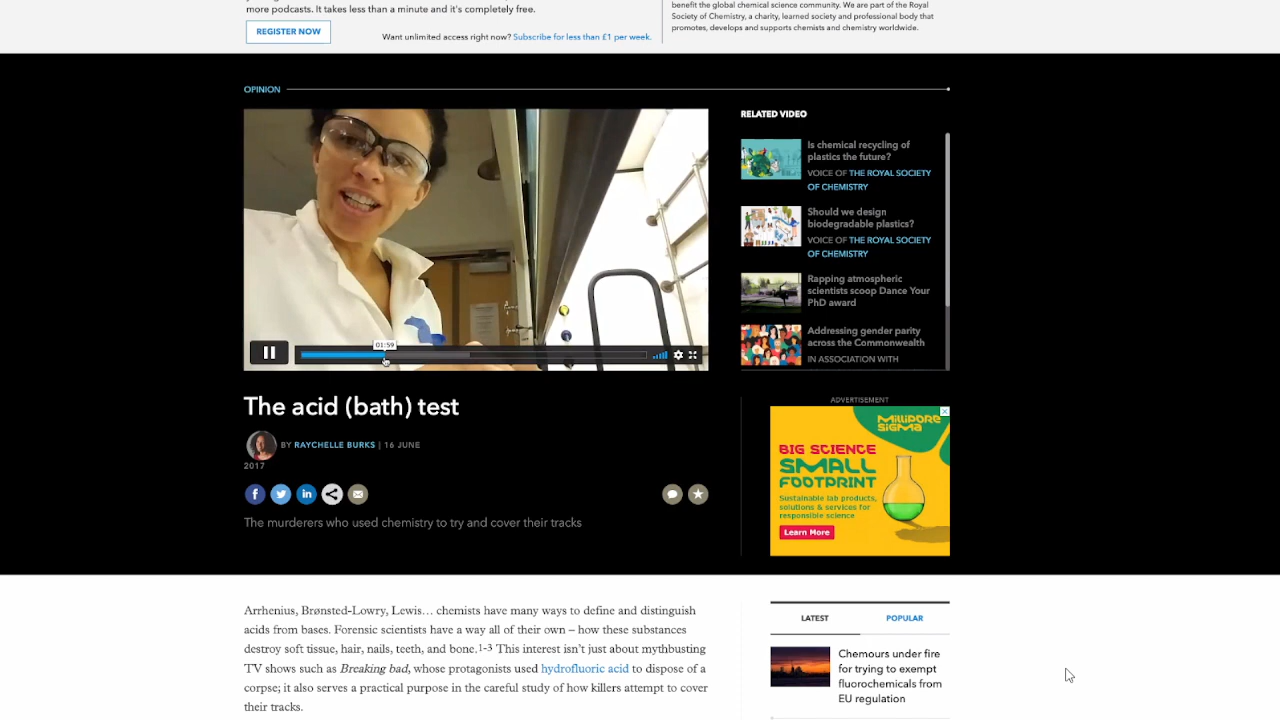 more podcasts. It takes less than a minute and it's completely free.
REGISTER NOW
Want unlimited access right now? Subscribe for less than £1 per week.
benefit the global chemical science community. We are part of the Royal
Society of Chemistry, a charity, learned society and professional body that
promotes, develops and supports chemists and chemistry worldwide.
OPINION
01:59
RELATED VIDEO
Is chemical recycling of
plastics the future?
VOICE OF THE ROYAL SOCIETY
OF CHEMISTRY
Should we design
biodegradable plastics?
VOICE OF THE ROYAL SOCIETY
OF CHEMISTRY
Rapping atmospheric
scientists scoop Dance Your
PhD award
Addressing gender parity
across the Commonwealth
IN ASSOCIATION WITH
The acid (bath) test
BY RAYCHELLE BURKS | 16 JUNE
2017
The murderers who used chemistry to try and cover their tracks
ADVERTISEMENT
MILLIPORE
SIGMA
BIG SCIENCE
SMALL
FOOTPRINT
Sustainable lab products,
solutions & services for
responsible science
Learn More
Arrhenius, Brønsted-Lowry, Lewis… chemists have many ways to define and distinguish
acids from bases. Forensic scientists have a way all of their own – how these substances
destroy soft tissue, hair, nails, teeth, and bone.1-3 This interest isn't just about mythbusting
TV shows such as Breaking bad, whose protagonists used hydrofluoric acid to dispose of a
corpse; it also serves a practical purpose in the careful study of how killers attempt to cover
their tracks.
LATEST
POPULAR
Chemours under fire
for trying to exempt
fluorochemicals from
EU regulation